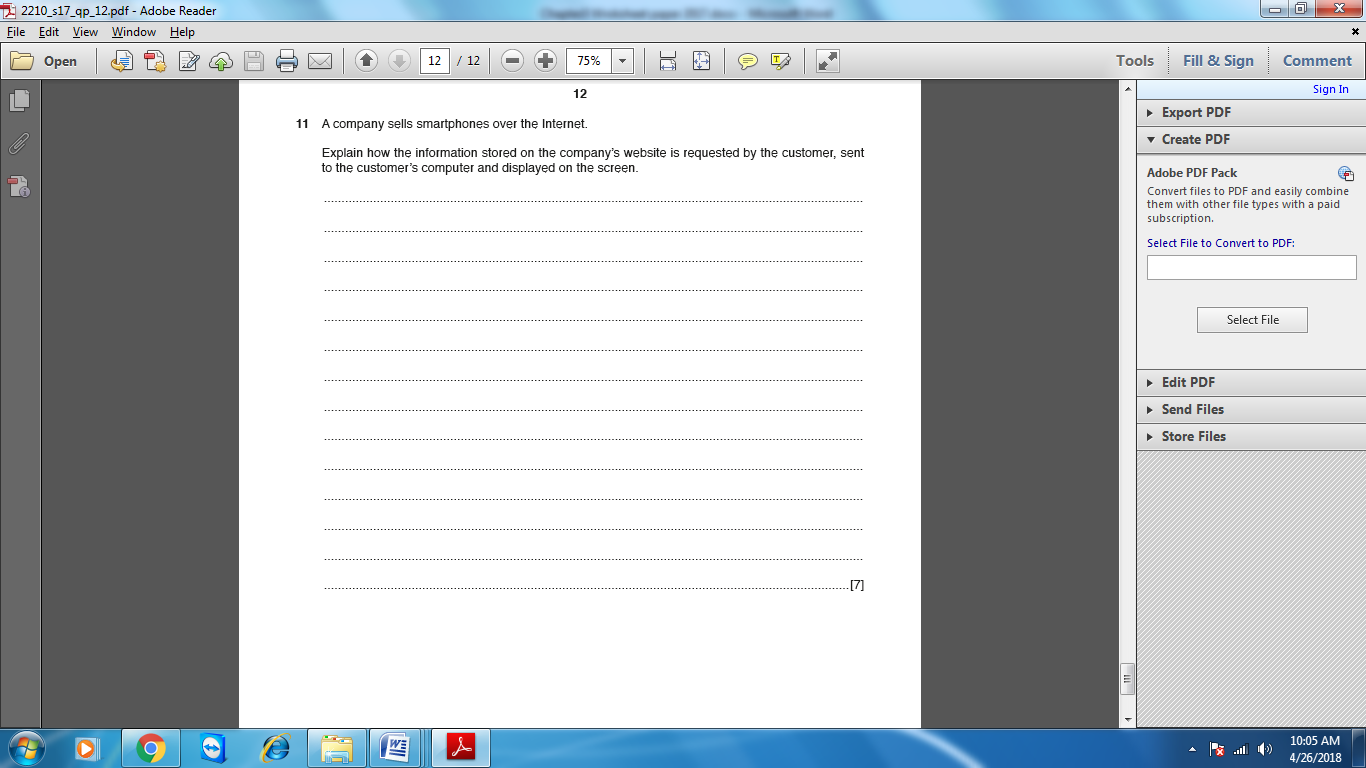 2210_s17_qp_12.pdf - Adobe Reader
File Edit View Window Help
Open 12 / 12 75% Tools Fill & Sign Comment
Sign In
12
11 A company sells smartphones over the Internet.
Explain how the information stored on the company's website is requested by the customer, sent
to the customer's computer and displayed on the screen.
[7]
Export PDF
Create PDF
Adobe PDF Pack
Convert files to PDF and easily combine
them with other file types with a paid
subscription.
Select File to Convert to PDF:
Select File
Edit PDF
Send Files
Store Files
10:05 AM
4/26/2018